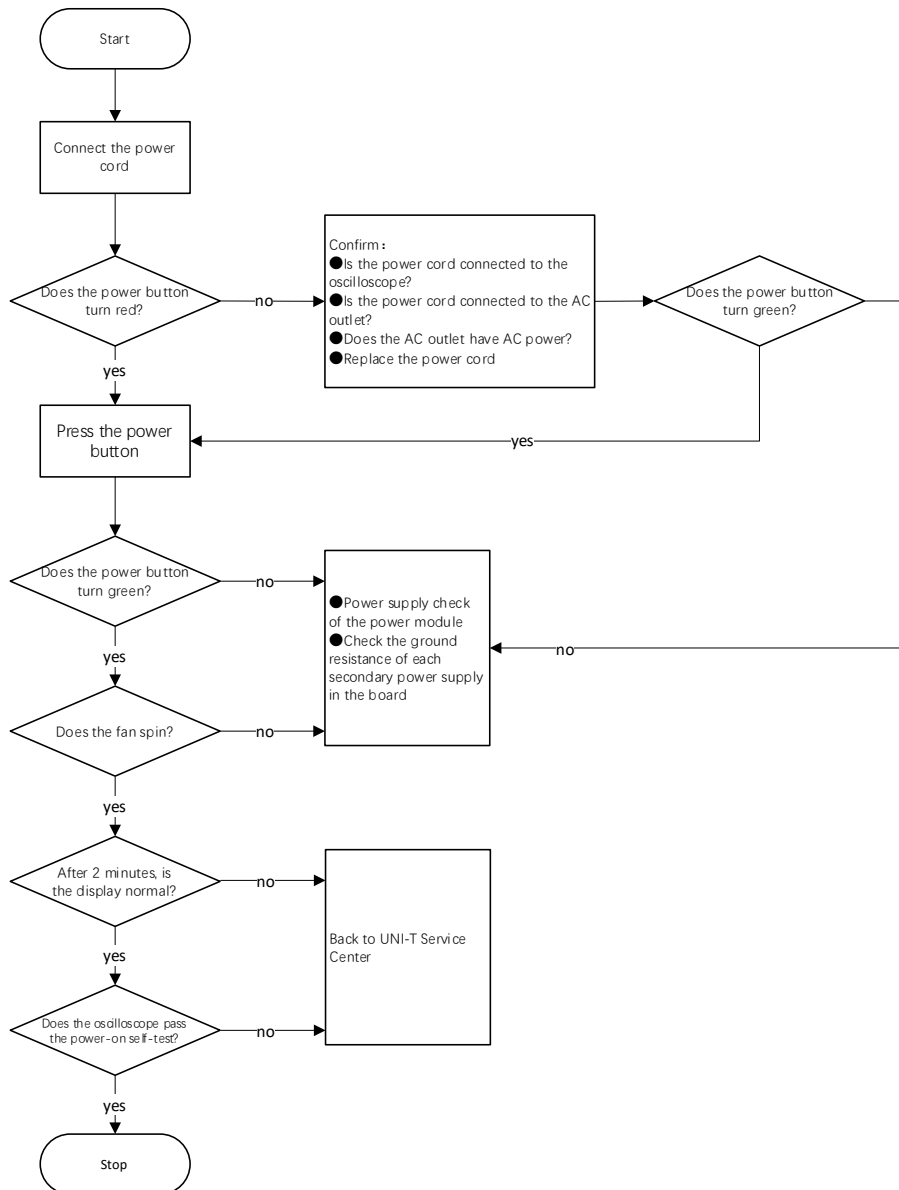 Start
Connect the power
cord
Does the power button
turn red?
no
Confirm：
●Is the power cord connected to the
oscilloscope?
●Is the power cord connected to the AC
outlet?
●Does the AC outlet have AC power?
●Replace the power cord
Does the power button
turn green?
yes
Press the power
button
yes
Does the power button
turn green?
no
●Power supply check
of the power module
●Check the ground
resistance of each
secondary power supply
in the board
no
yes
Does the fan spin?
no
yes
After 2 minutes, is
the display normal?
no
Back to UNI-T Service
Center
yes
Does the oscilloscope pass
the power-on self-test?
no
yes
Stop